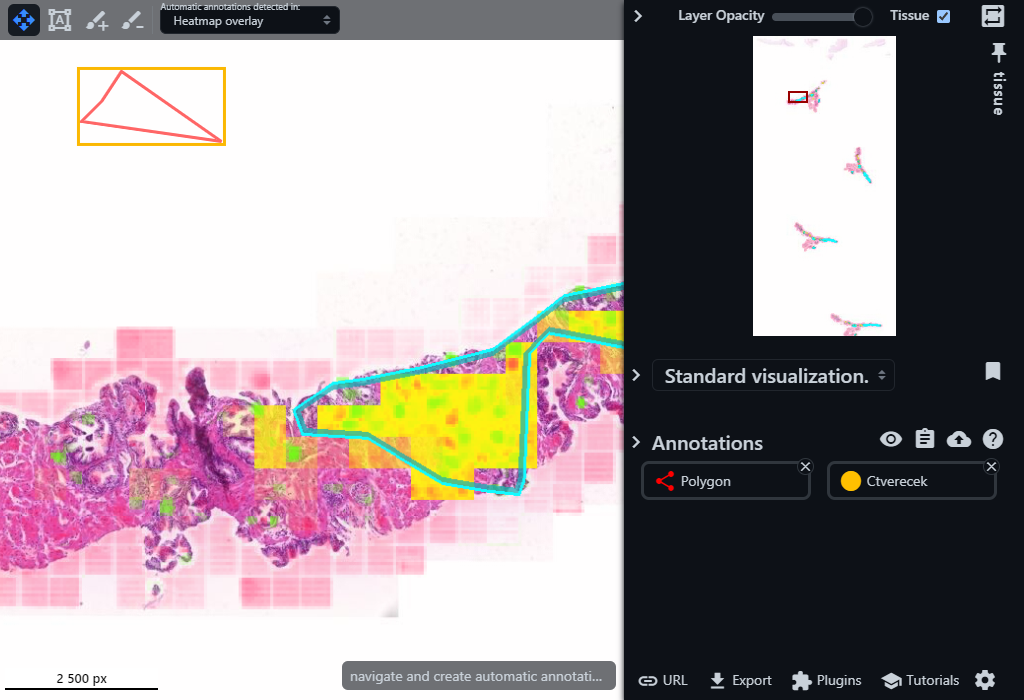 Automatic annotations detected in:
Heatmap overlay
A
Layer Opacity
Tissue
tissue
Standard visualization.
Annotations
?
Polygon
Ctverecek
2 500 px
navigate and create automatic annotati...
URL
Export
Plugins
Tutorials